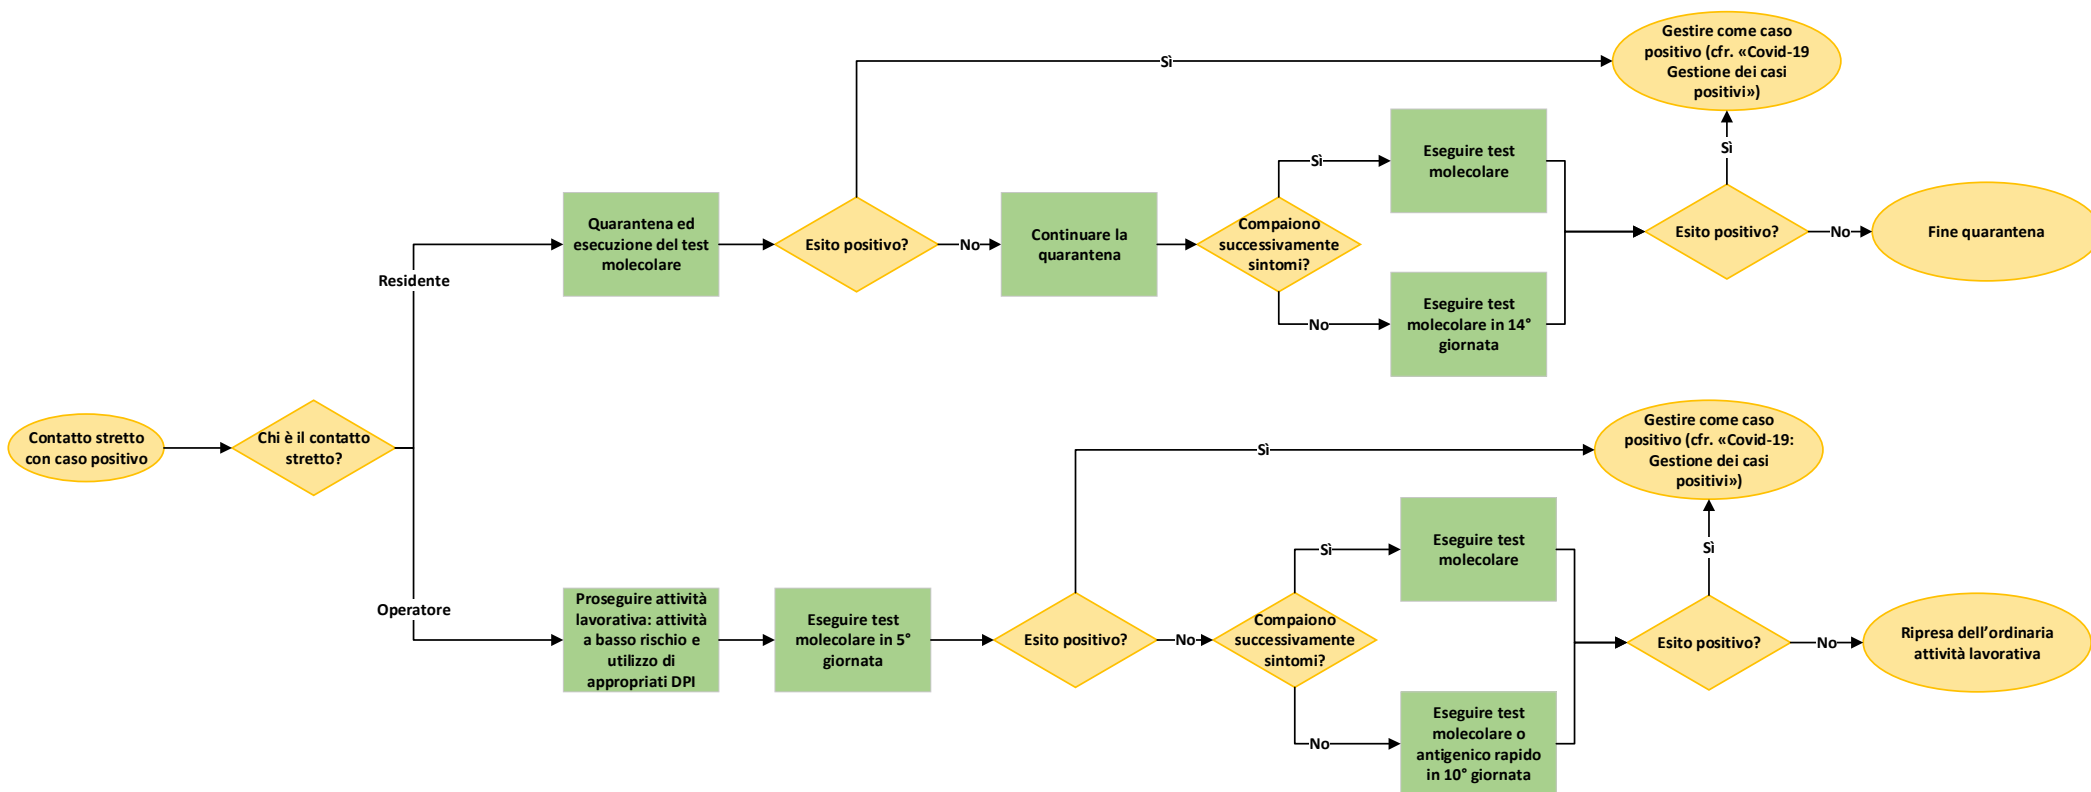 Contatto stretto
con caso positivo
Chi è il contatto
stretto?
Residente
Quarantena ed
esecuzione del test
molecolare
Esito positivo?
Sì
No
Continuare la
quarantena
Compaiono
successivamente
sintomi?
Sì
Eseguire test
molecolare
No
Eseguire test
molecolare in 14°
giornata
Esito positivo?
Sì
Gestire come caso
positivo (cfr. «Covid-19
Gestione dei casi
positivi»)
No
Fine quarantena
Operatore
Proseguire attività
lavorativa: attività
a basso rischio e
utilizzo di
appropriati DPI
Eseguire test
molecolare in 5°
giornata
Esito positivo?
Sì
No
Compaiono
successivamente
sintomi?
Sì
Eseguire test
molecolare
No
Eseguire test
molecolare o
antigenico rapido
in 10° giornata
Esito positivo?
Sì
Gestire come caso
positivo (cfr. «Covid-19:
Gestione dei casi
positivi»)
No
Ripresa dell'ordinaria
attività lavorativa